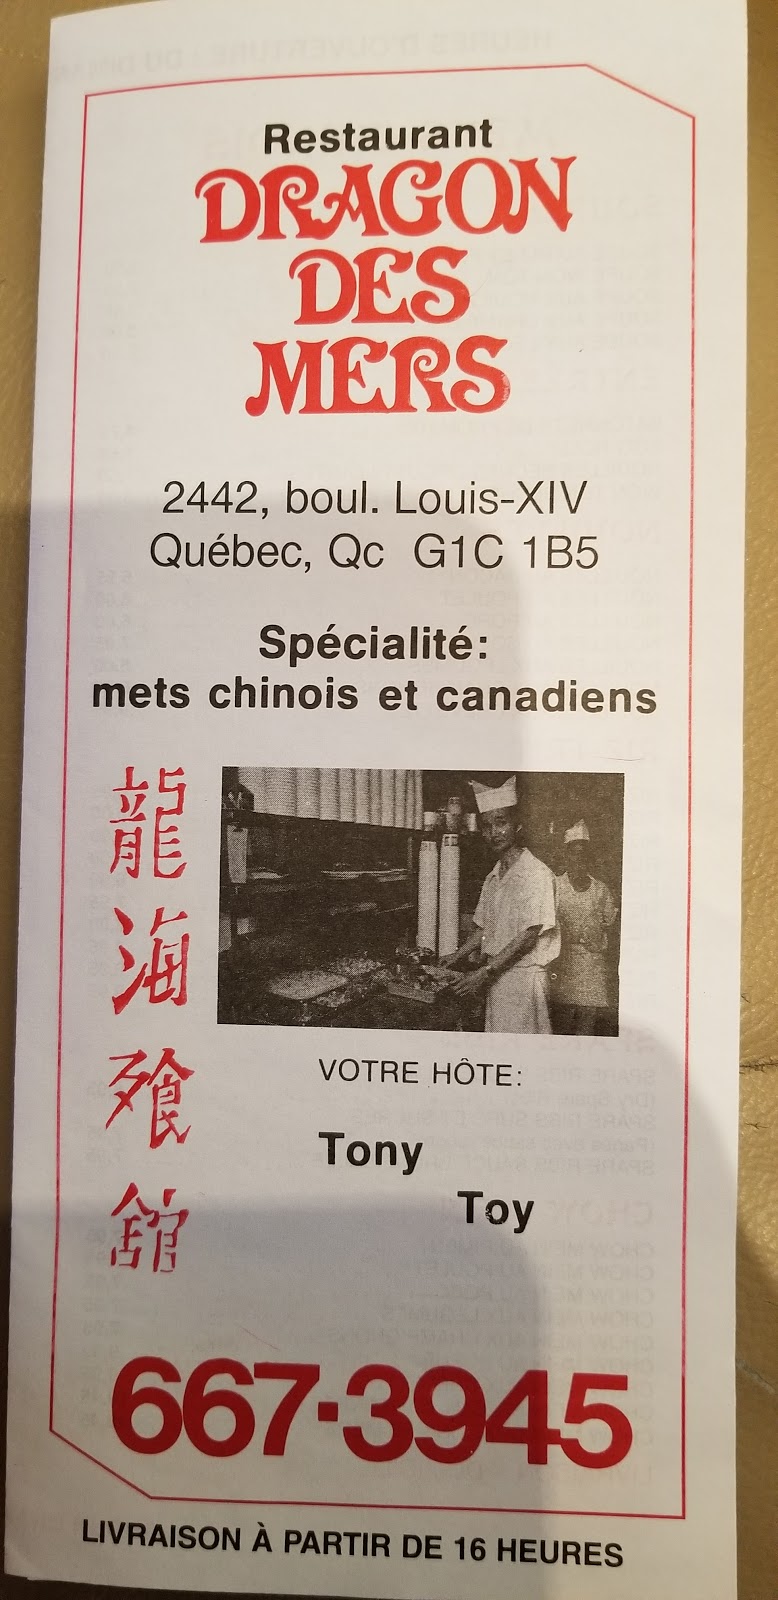 Restaurant
DRAGON
DES
MERS
2442, boul. Louis-XIV
Québec, Qc G1C 1B5
Spécialité:
mets chinois et canadiens
龍
海
飱
館
VOTRE HÔTE:
Tony
Toy
667-3945
LIVRAISON À PARTIR DE 16 HEURES